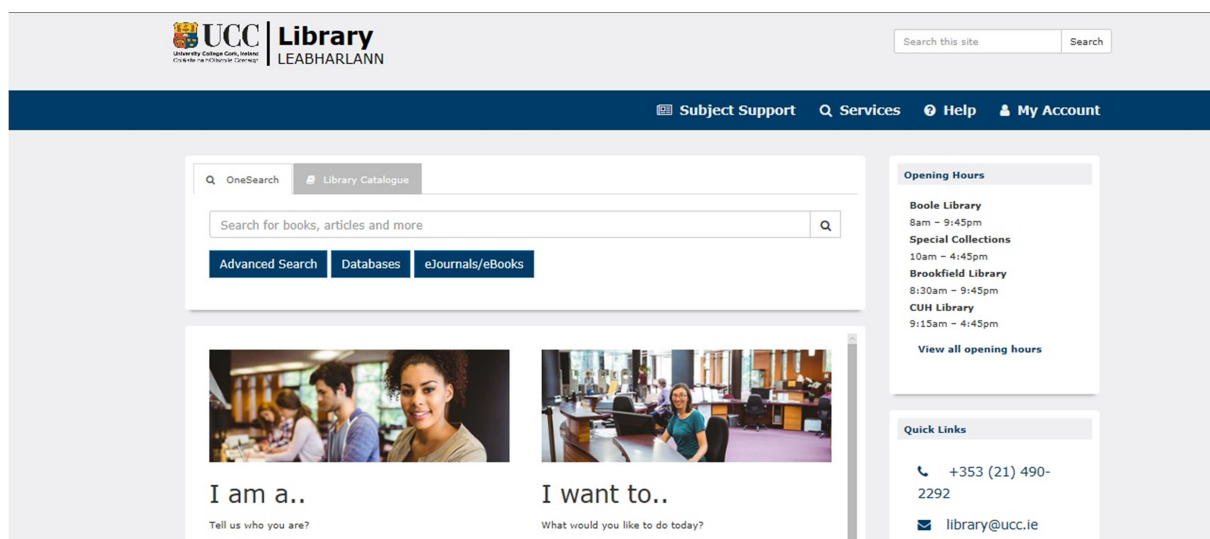 UCC
University College Cork, Ireland
Coláiste na hOllscoile Corcaigh
Library
LEABHARLANN
Search this site
Search
Subject Support
Services
Help
My Account
OneSearch
Library Catalogue
Search for books, articles and more
Advanced Search
Databases
eJournals/eBooks
I am a..
Tell us who you are?
I want to..
What would you like to do today?
Opening Hours
Boole Library
8am – 9:45pm
Special Collections
10am – 4:45pm
Brookfield Library
8:30am – 9:45pm
CUH Library
9:15am – 4:45pm
View all opening hours
Quick Links
+353 (21) 490-
2292
library@ucc.ie